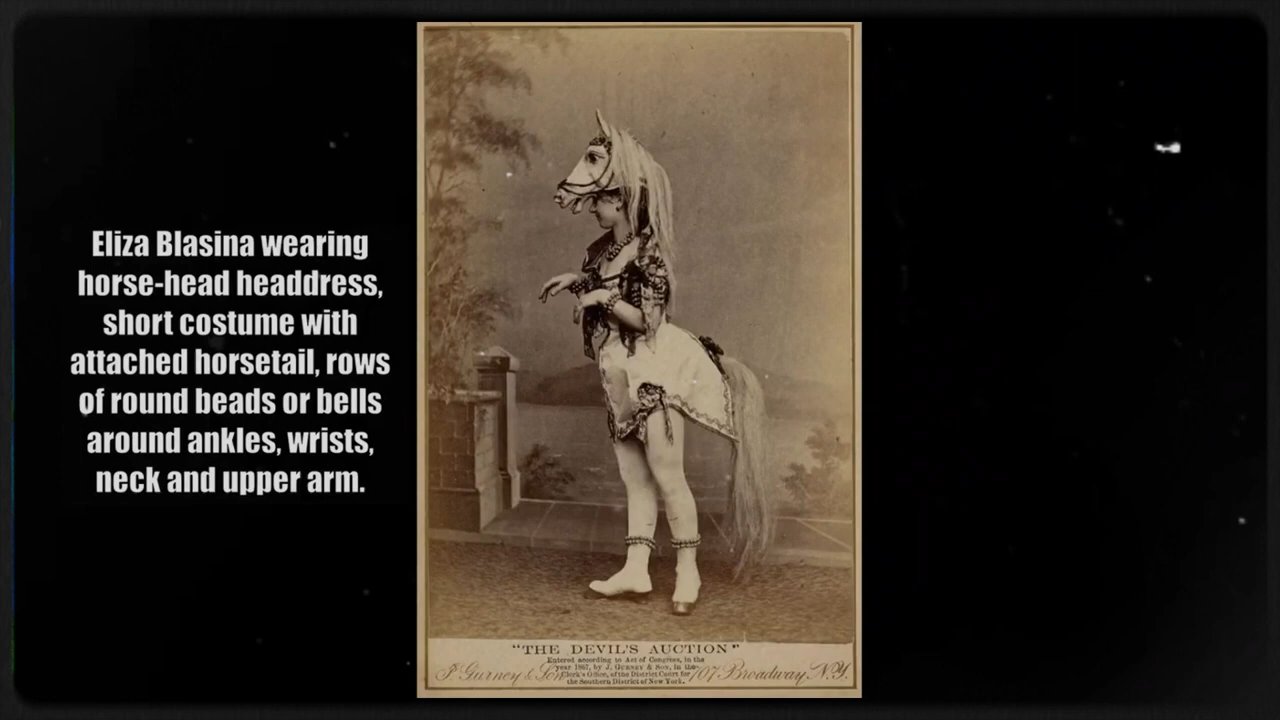 Eliza Blasina wearing
horse-head headdress,
short costume with
attached horsetail, rows
of round beads or bells
around ankles, wrists,
neck and upper arm.
"THE DEVIL'S AUCTION"
Entered according to Act of Congress, in the
year 1867, by J. GURNEY & SON, in the
Clerk's Office, of the District Court for
the Southern District of New York.
J. Gurney & Son 707 Broadway N.Y.